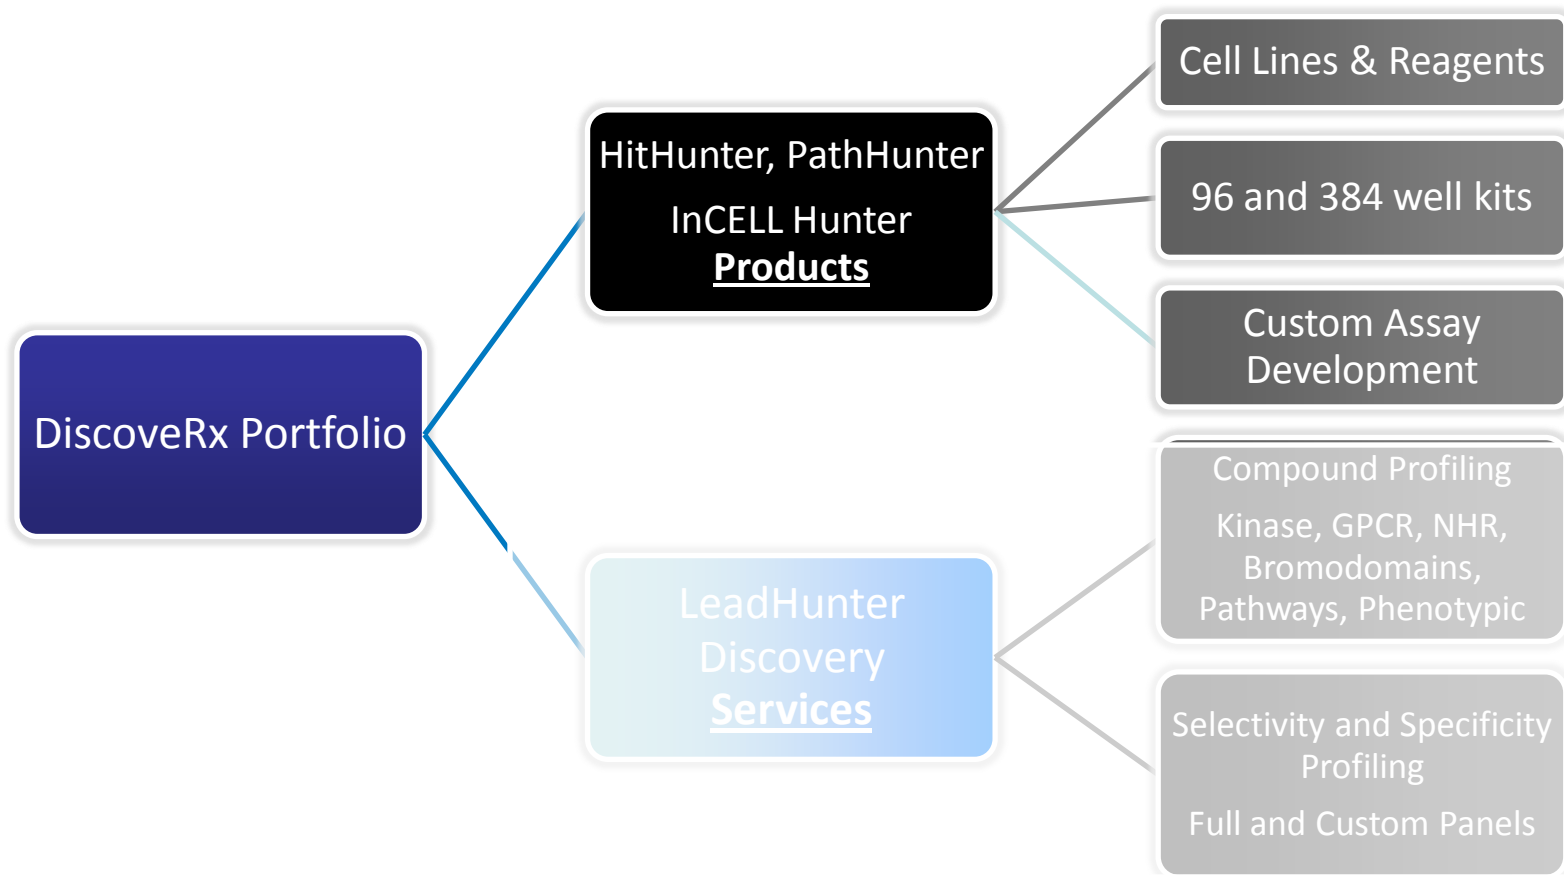 DiscoveRx Portfolio
HitHunter, PathHunter
InCELL Hunter
Products
LeadHunter
Discovery
Services
Cell Lines & Reagents
96 and 384 well kits
Custom Assay
Development
Compound Profiling
Kinase, GPCR, NHR,
Bromodomains,
Pathways, Phenotypic
Selectivity and Specificity
Profiling
Full and Custom Panels